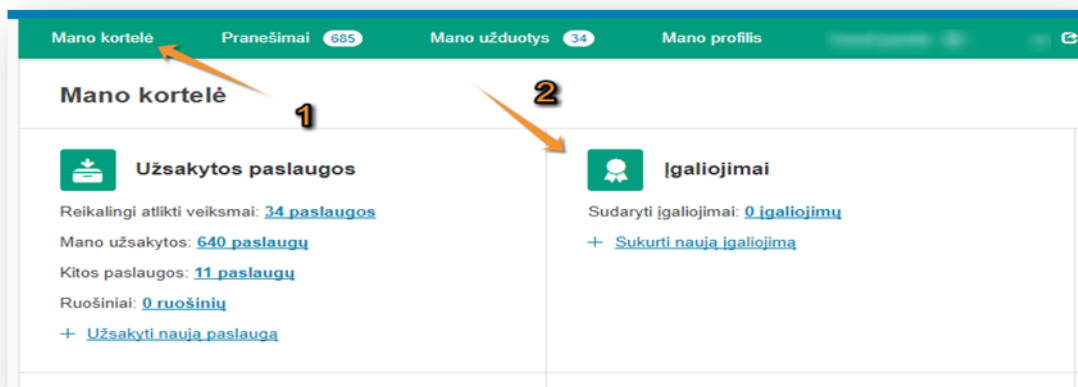 Mano kortelė Pranešimai 685 Mano užduotys 34 Mano profilis
Mano kortelė
1
2
Užsakytos paslaugos
Reikalingi atlikti veiksmai: 34 paslaugos
Mano užsakytos: 640 paslaugų
Kitos paslaugos: 11 paslaugų
Ruošiniai: 0 ruošinių
+ Užsakyti naują paslaugą
Įgaliojimai
Sudaryti įgaliojimai: 0 įgaliojimų
+ Sukurti naują įgaliojimą